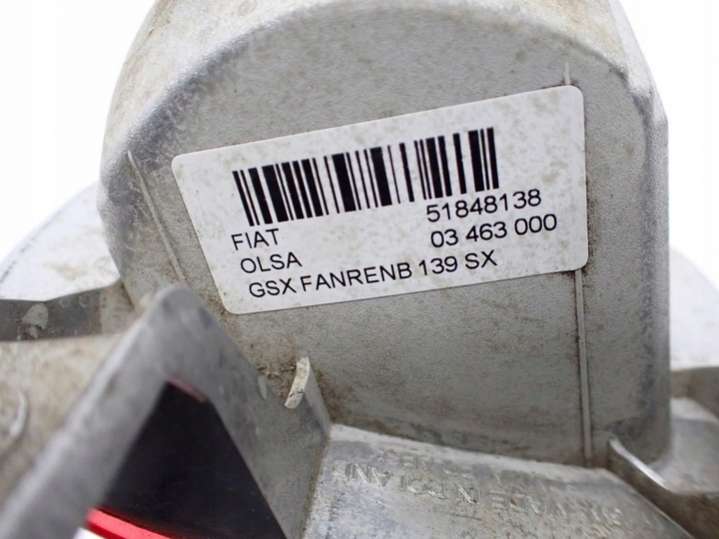 FIAT 51848138
OLSA 03 463 000
GSX FANRENB 139 SX